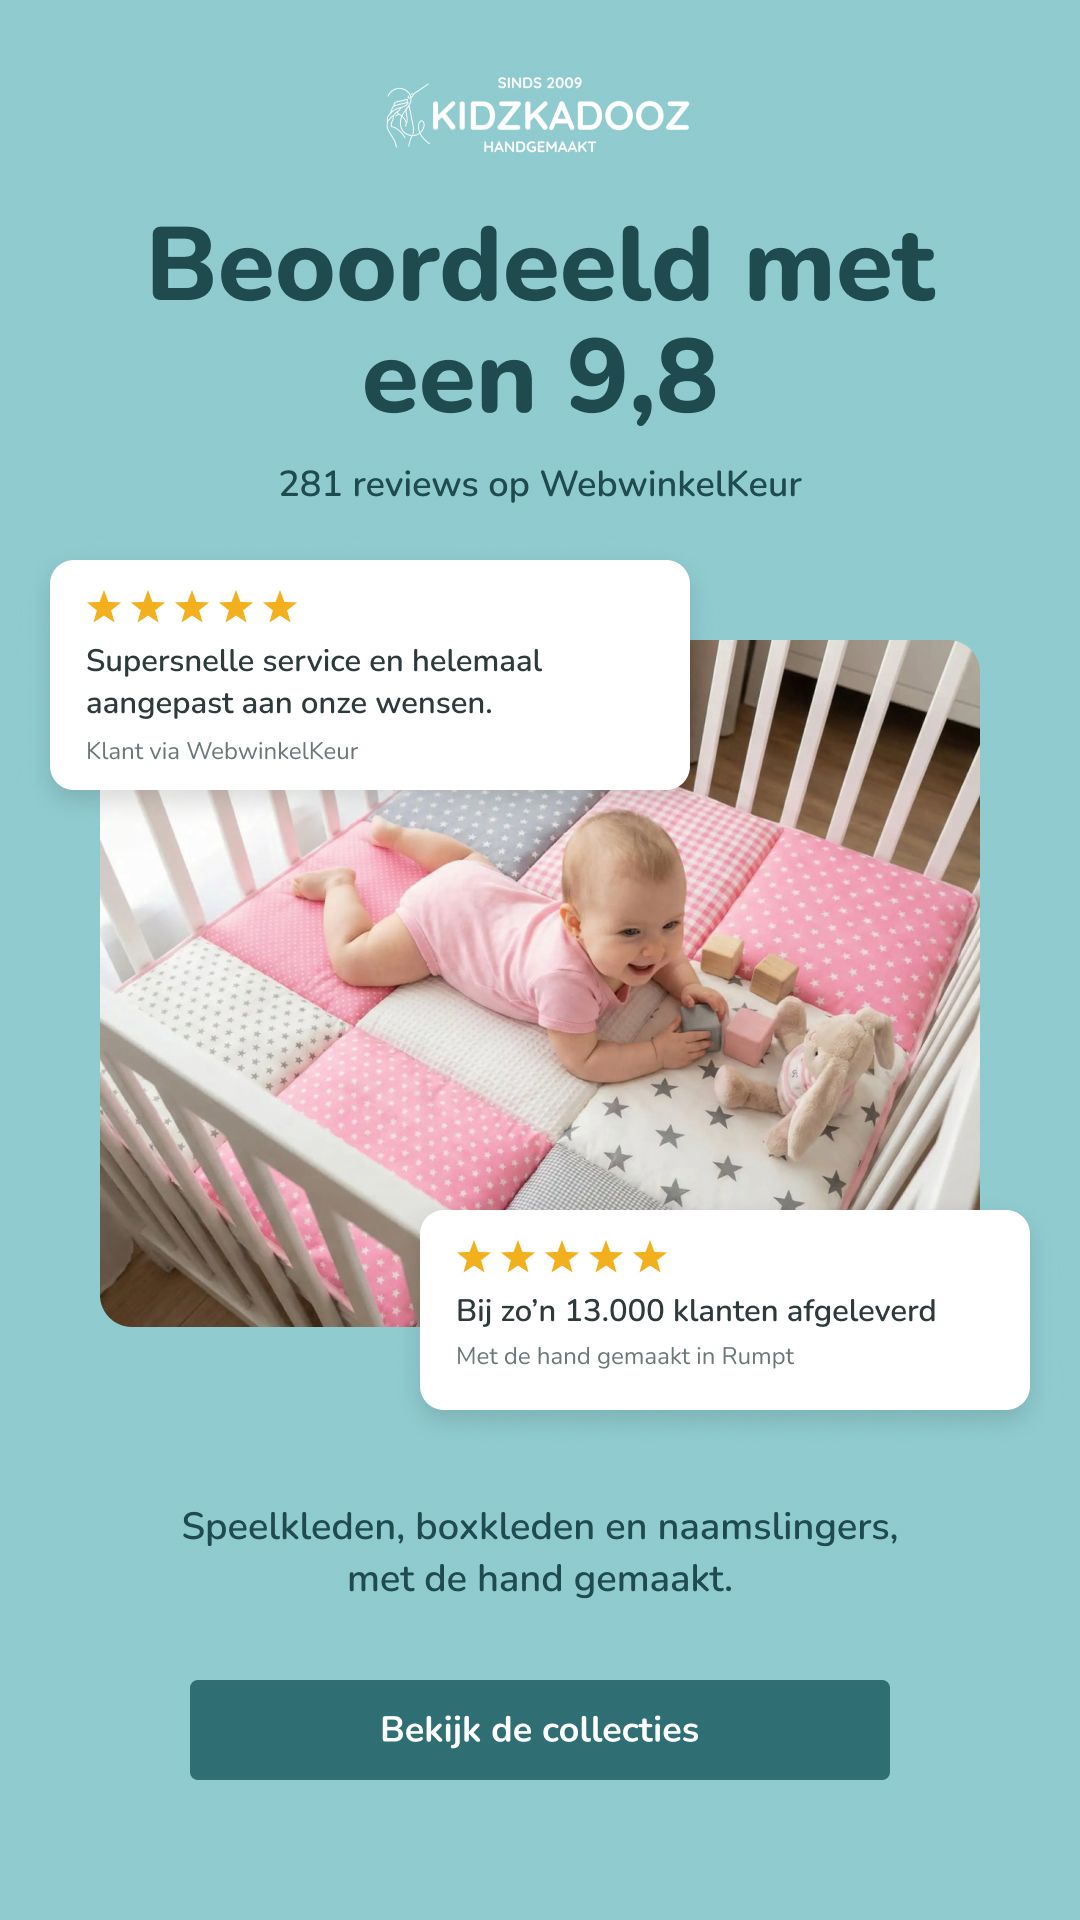 SINDS 2009
KIDZKADOOZ
HANDGEMAAKT
Beoordeeld met
een 9,8
281 reviews op WebwinkelKeur
Supersnelle service en helemaal
aangepast aan onze wensen.
Klant via WebwinkelKeur
Bij zo’n 13.000 klanten afgeleverd
Met de hand gemaakt in Rumpt
Speelkleden, boxkleden en naamslingers,
met de hand gemaakt.
Bekijk de collecties